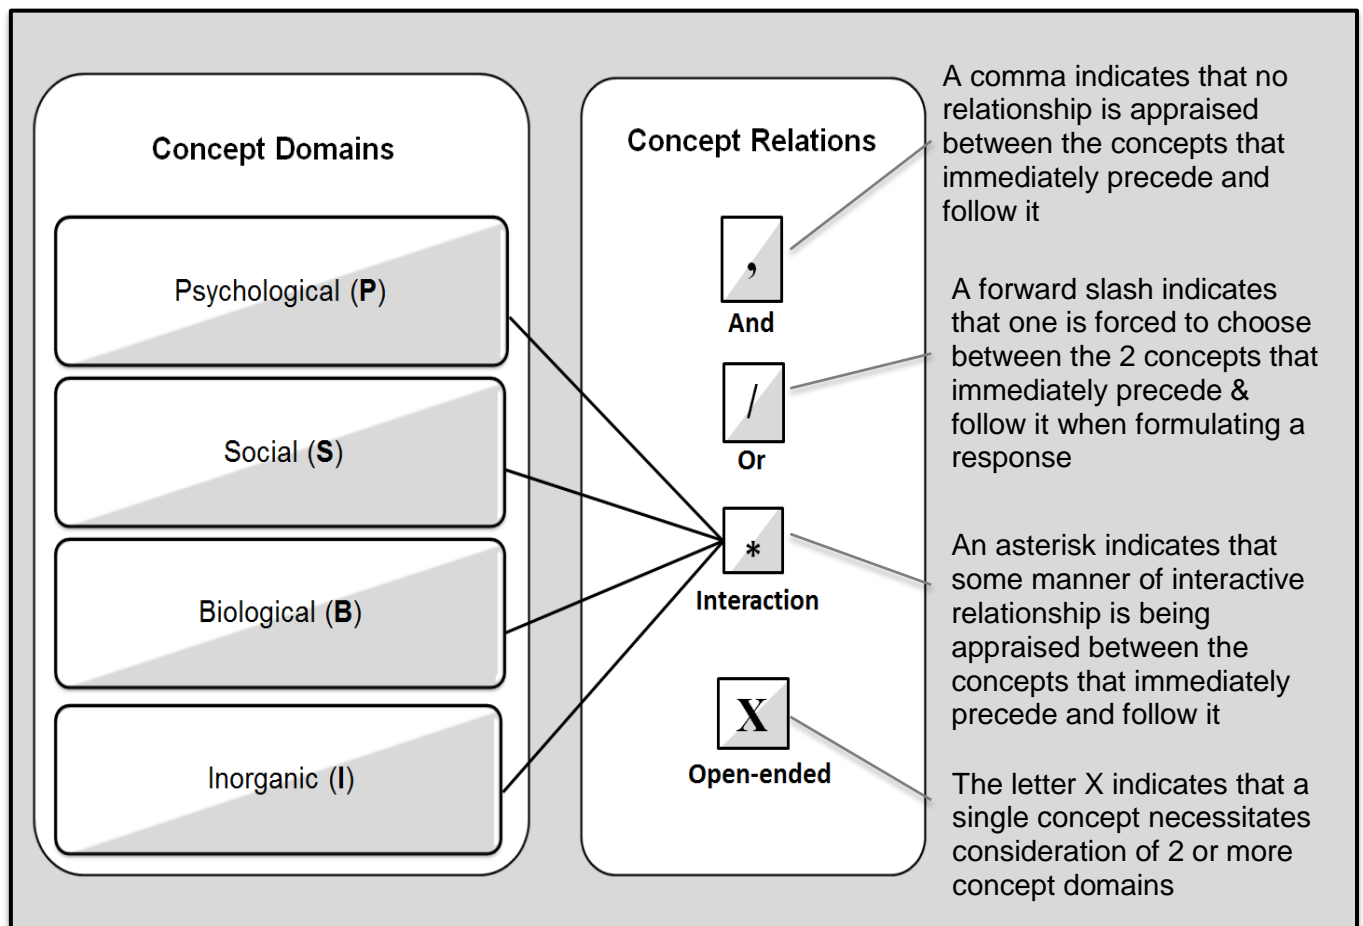 Concept Domains
Psychological (P)
Social (S)
Biological (B)
Inorganic (I)
Concept Relations
,
And
/
Or
*
Interaction
X
Open-ended
A comma indicates that no
relationship is appraised
between the concepts that
immediately precede and
follow it
A forward slash indicates
that one is forced to choose
between the 2 concepts that
immediately precede &
follow it when formulating a
response
An asterisk indicates that
some manner of interactive
relationship is being
appraised between the
concepts that immediately
precede and follow it
The letter X indicates that a
single concept necessitates
consideration of 2 or more
concept domains